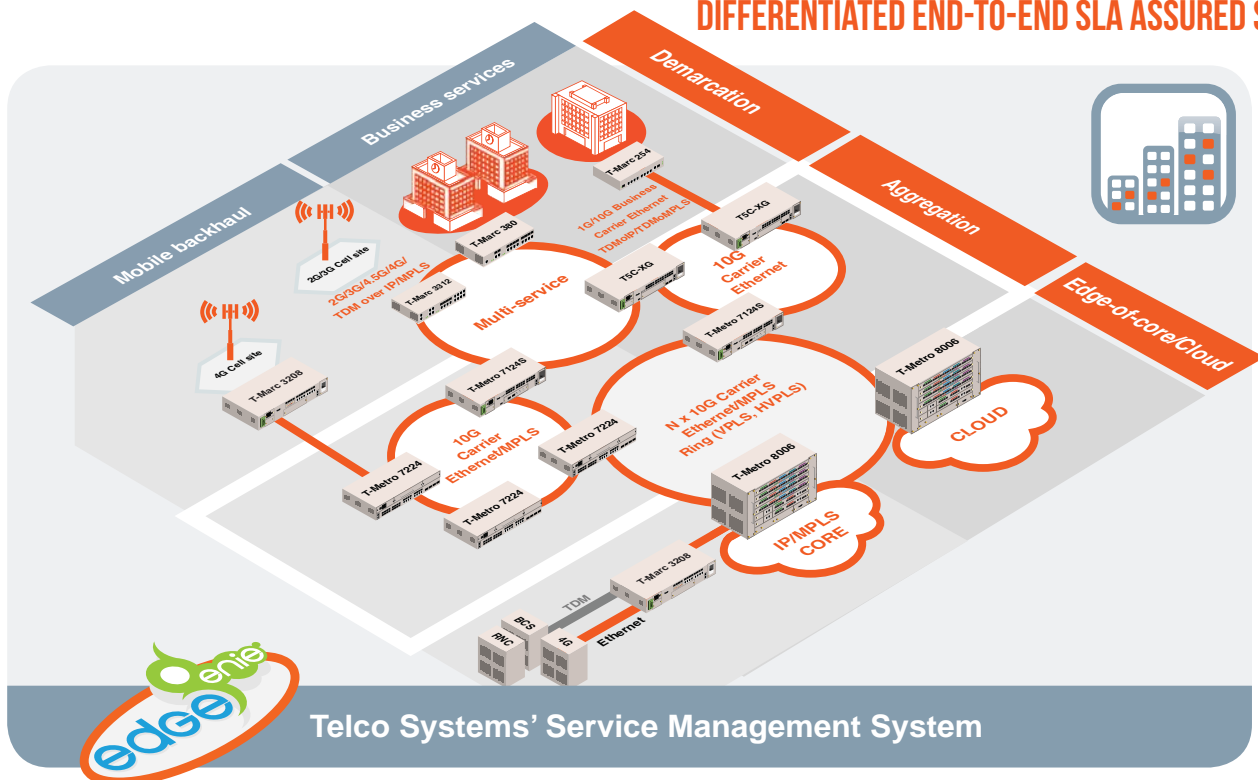 DIFFERENTIATED END-TO-END SLA ASSURED
Demarcation
Business services
Aggregation
Mobile backhaul
Edge-of-core/Cloud
T-Marc 254
1G/10G Business
Carrier Ethernet
TDMoIP/TDMoMPLS
T5C-XG
T-Marc 380
2G/3G Cell site
2G/3G/4.5G/4G/
TDM over IP/MPLS
T-Marc 3312
Multi-service
T5C-XG
10G
Carrier
Ethernet
4G Cell site
T-Marc 3208
T-Metro 7124S
T-Metro 7124S
T-Metro 8006
CLOUD
10G
Carrier
Ethernet/MPLS
T-Metro 7224
N x 10G Carrier
Ethernet/MPLS
Ring (VPLS, HVPLS)
T-Metro 7224
T-Metro 7224
T-Metro 8006
IP/MPLS
CORE
T-Marc 3208
TDM
Ethernet
BCS
RNC
4G
edge genie®
Telco Systems’ Service Management System